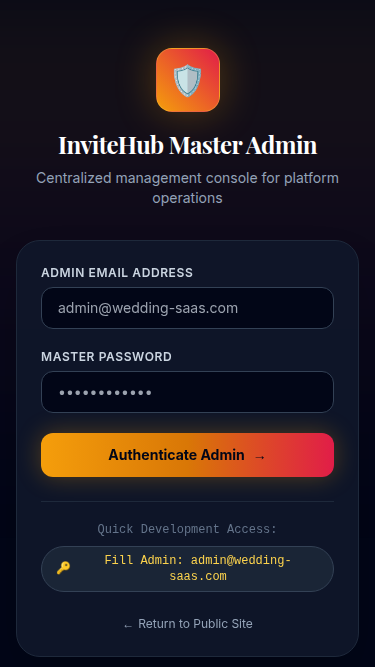 InviteHub Master Admin
Centralized management console for platform
operations
ADMIN EMAIL ADDRESS
admin@wedding-saas.com
MASTER PASSWORD
••••••••••••
Authenticate Admin →
Quick Development Access:
🔑 Fill Admin: admin@wedding-
saas.com
← Return to Public Site